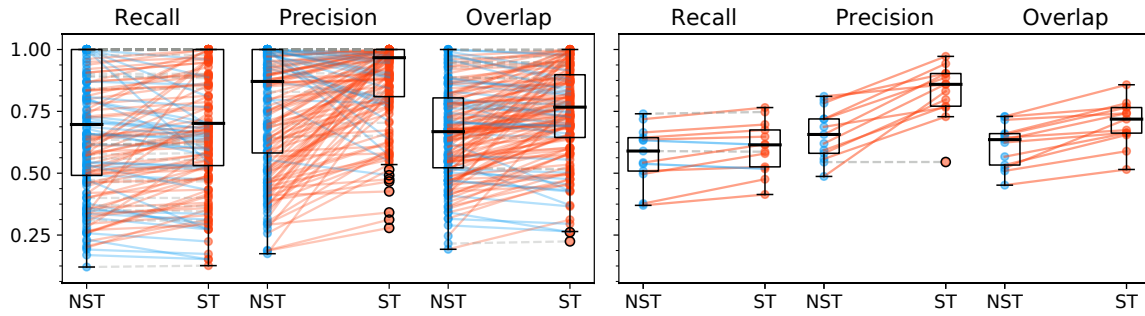 Recall Precision Overlap Recall Precision Overlap
1.00
0.75
0.50
0.25
NST ST NST ST NST ST NST ST NST ST NST ST